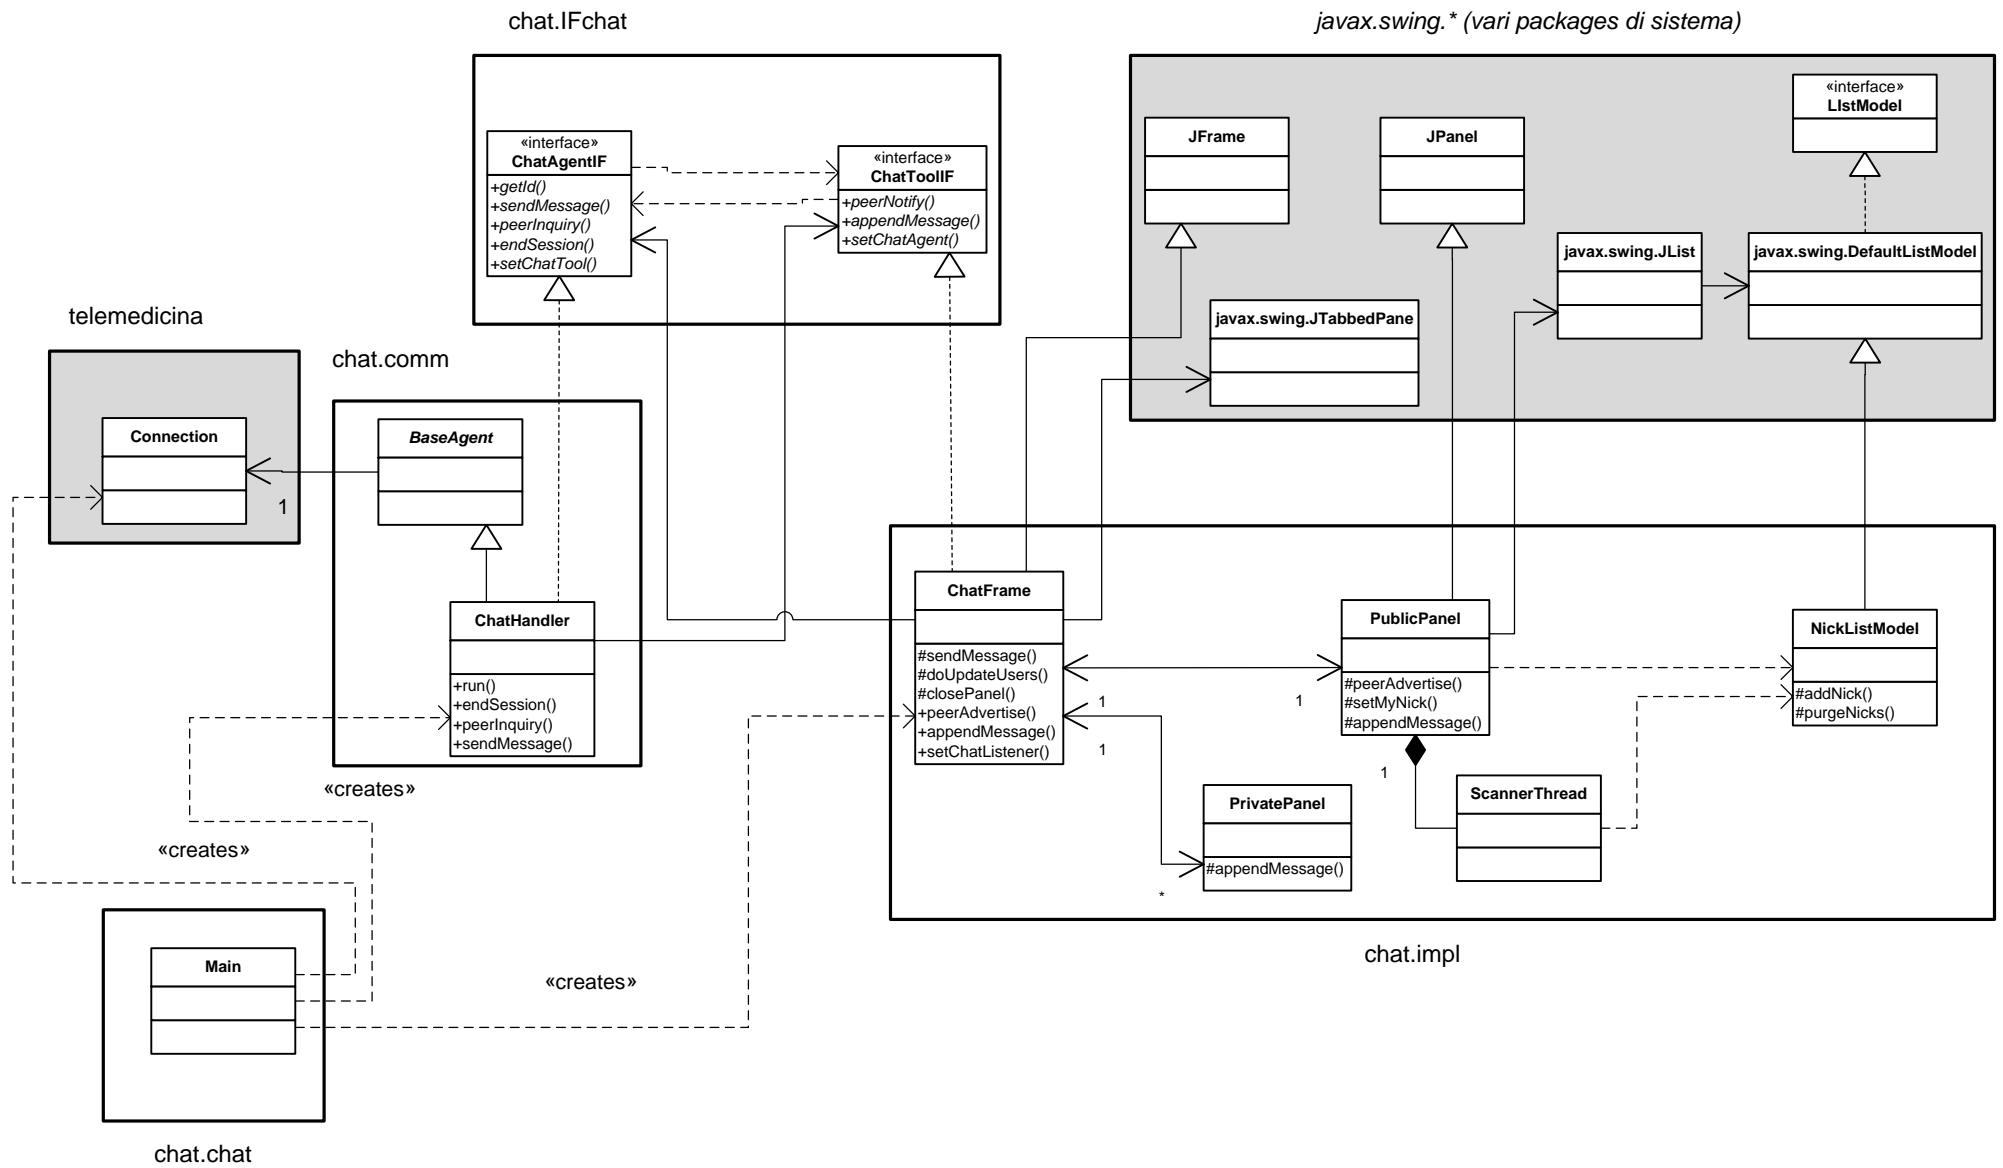 chat.IFchat
javax.swing.* (vari packages di sistema)
«interface»
ChatAgentIF
+getId()
+sendMessage()
+peerInquiry()
+endSession()
+setChatTool()
«interface»
ChatToolIF
+peerNotify()
+appendMessage()
+setChatAgent()
JFrame
JPanel
«interface»
LIstModel
javax.swing.JList
javax.swing.DefaultListModel
javax.swing.JTabbedPane
telemedicina
Connection
1
chat.comm
BaseAgent
ChatHandler
+run()
+endSession()
+peerInquiry()
+sendMessage()
ChatFrame
#sendMessage()
#doUpdateUsers()
#closePanel()
+peerAdvertise()
+appendMessage()
+setChatListener()
1
1
1
*
PublicPanel
#peerAdvertise()
#setMyNick()
#appendMessage()
1
NickListModel
#addNick()
#purgeNicks()
PrivatePanel
#appendMessage()
ScannerThread
chat.impl
«creates»
«creates»
«creates»
Main
chat.chat